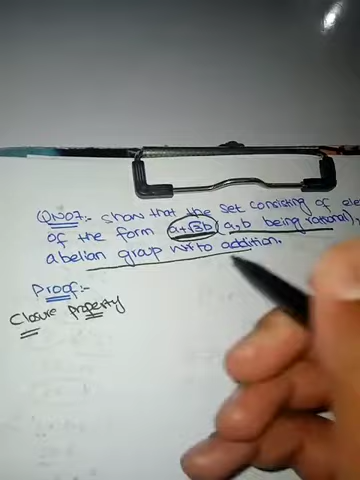 QNO7:- Show that the set consisting of ele
of the form a+√3b (a,b being rational),
abelian group w.r.to addition.
Proof:-
Closure property